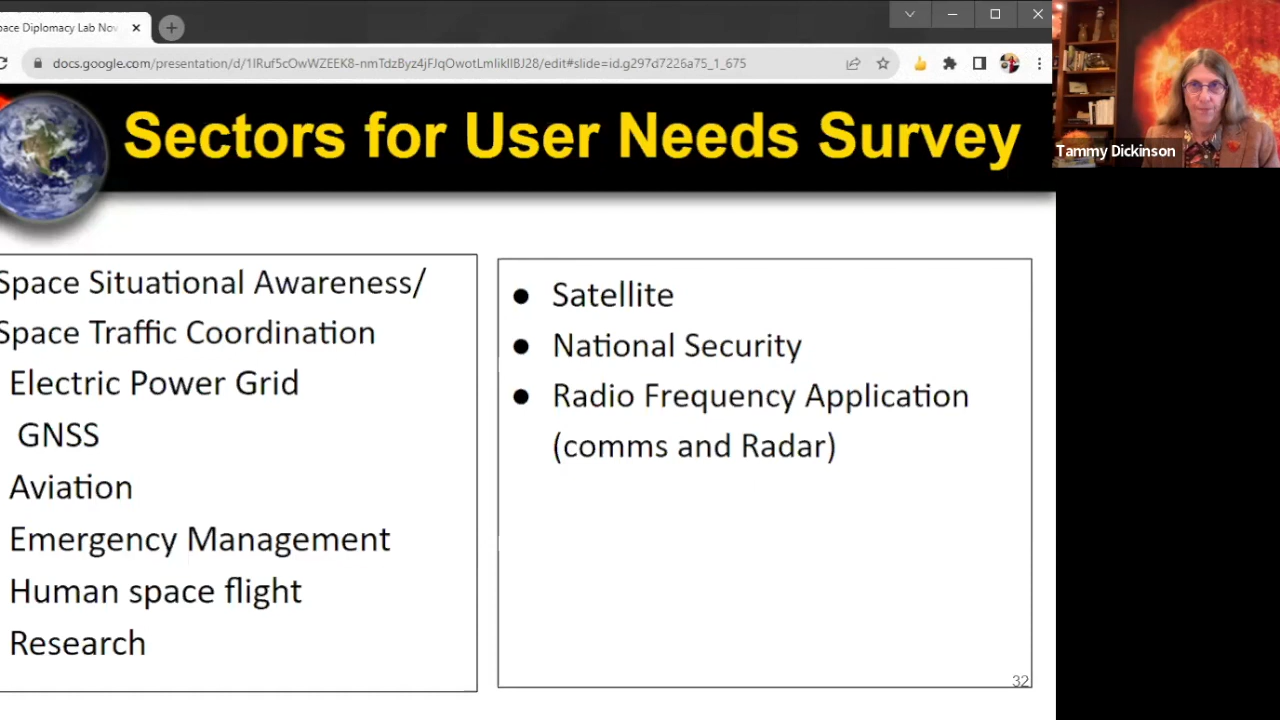 pace Diplomacy Lab Nov
docs.google.com/presentation/d/1lRuf5cOwWZEEK8-nmTdzByz4jFJqOwotLmlikIlBJ28/edit#slide=id.g297d7226a75_1_675
Sectors for User Needs Survey
Tammy Dickinson
Space Situational Awareness/
Space Traffic Coordination
Electric Power Grid
GNSS
Aviation
Emergency Management
Human space flight
Research
● Satellite
● National Security
● Radio Frequency Application
(comms and Radar)
32